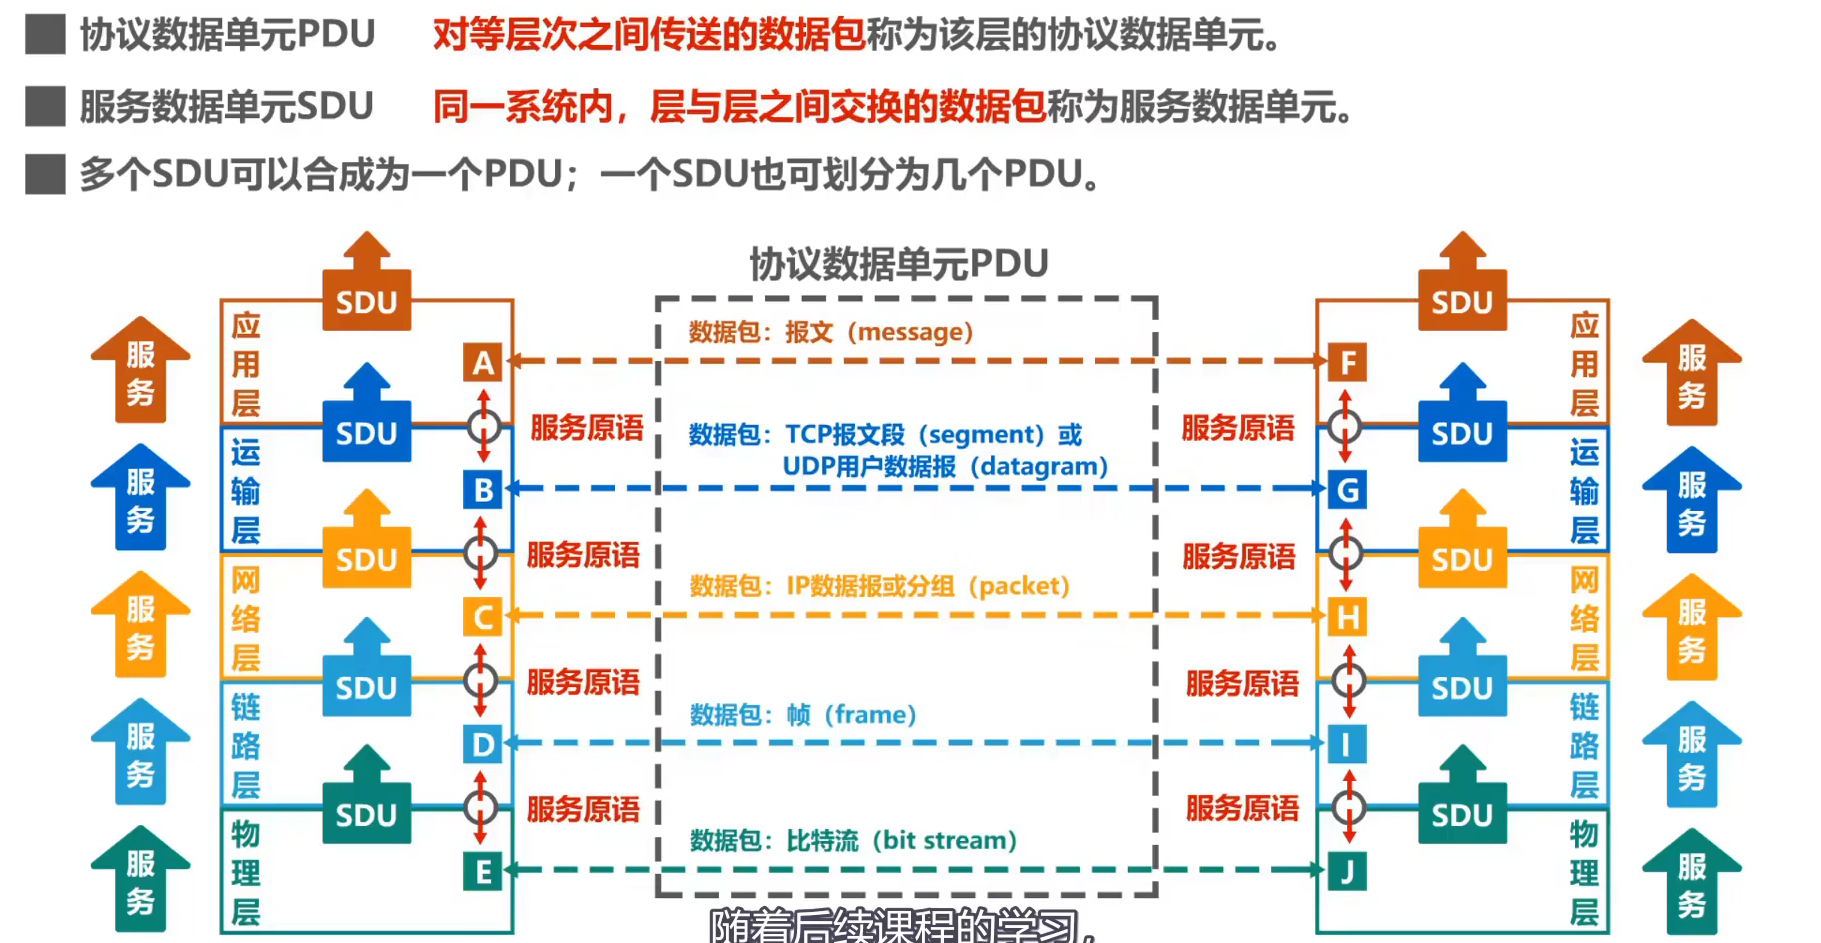 协议数据单元PDU 对等层次之间传送的数据包称为该层的协议数据单元。
服务数据单元SDU 同一系统内，层与层之间交换的数据包称为服务数据单元。
多个SDU可以合成为一个PDU；一个SDU也可划分为几个PDU。
协议数据单元PDU
服务
应用层
SDU
A
数据包：报文（message）
F
SDU
应用层
服务
服务原语
服务原语
服务
运输层
SDU
B
数据包：TCP报文段（segment）或
UDP用户数据报（datagram）
G
SDU
运输层
服务
服务原语
服务原语
服务
网络层
SDU
C
数据包：IP数据报或分组（packet）
H
SDU
网络层
服务
服务原语
服务原语
服务
链路层
SDU
D
数据包：帧（frame）
I
SDU
链路层
服务
服务原语
服务原语
服务
物理层
SDU
E
数据包：比特流（bit stream）
J
SDU
物理层
服务
随着后续课程的学习，